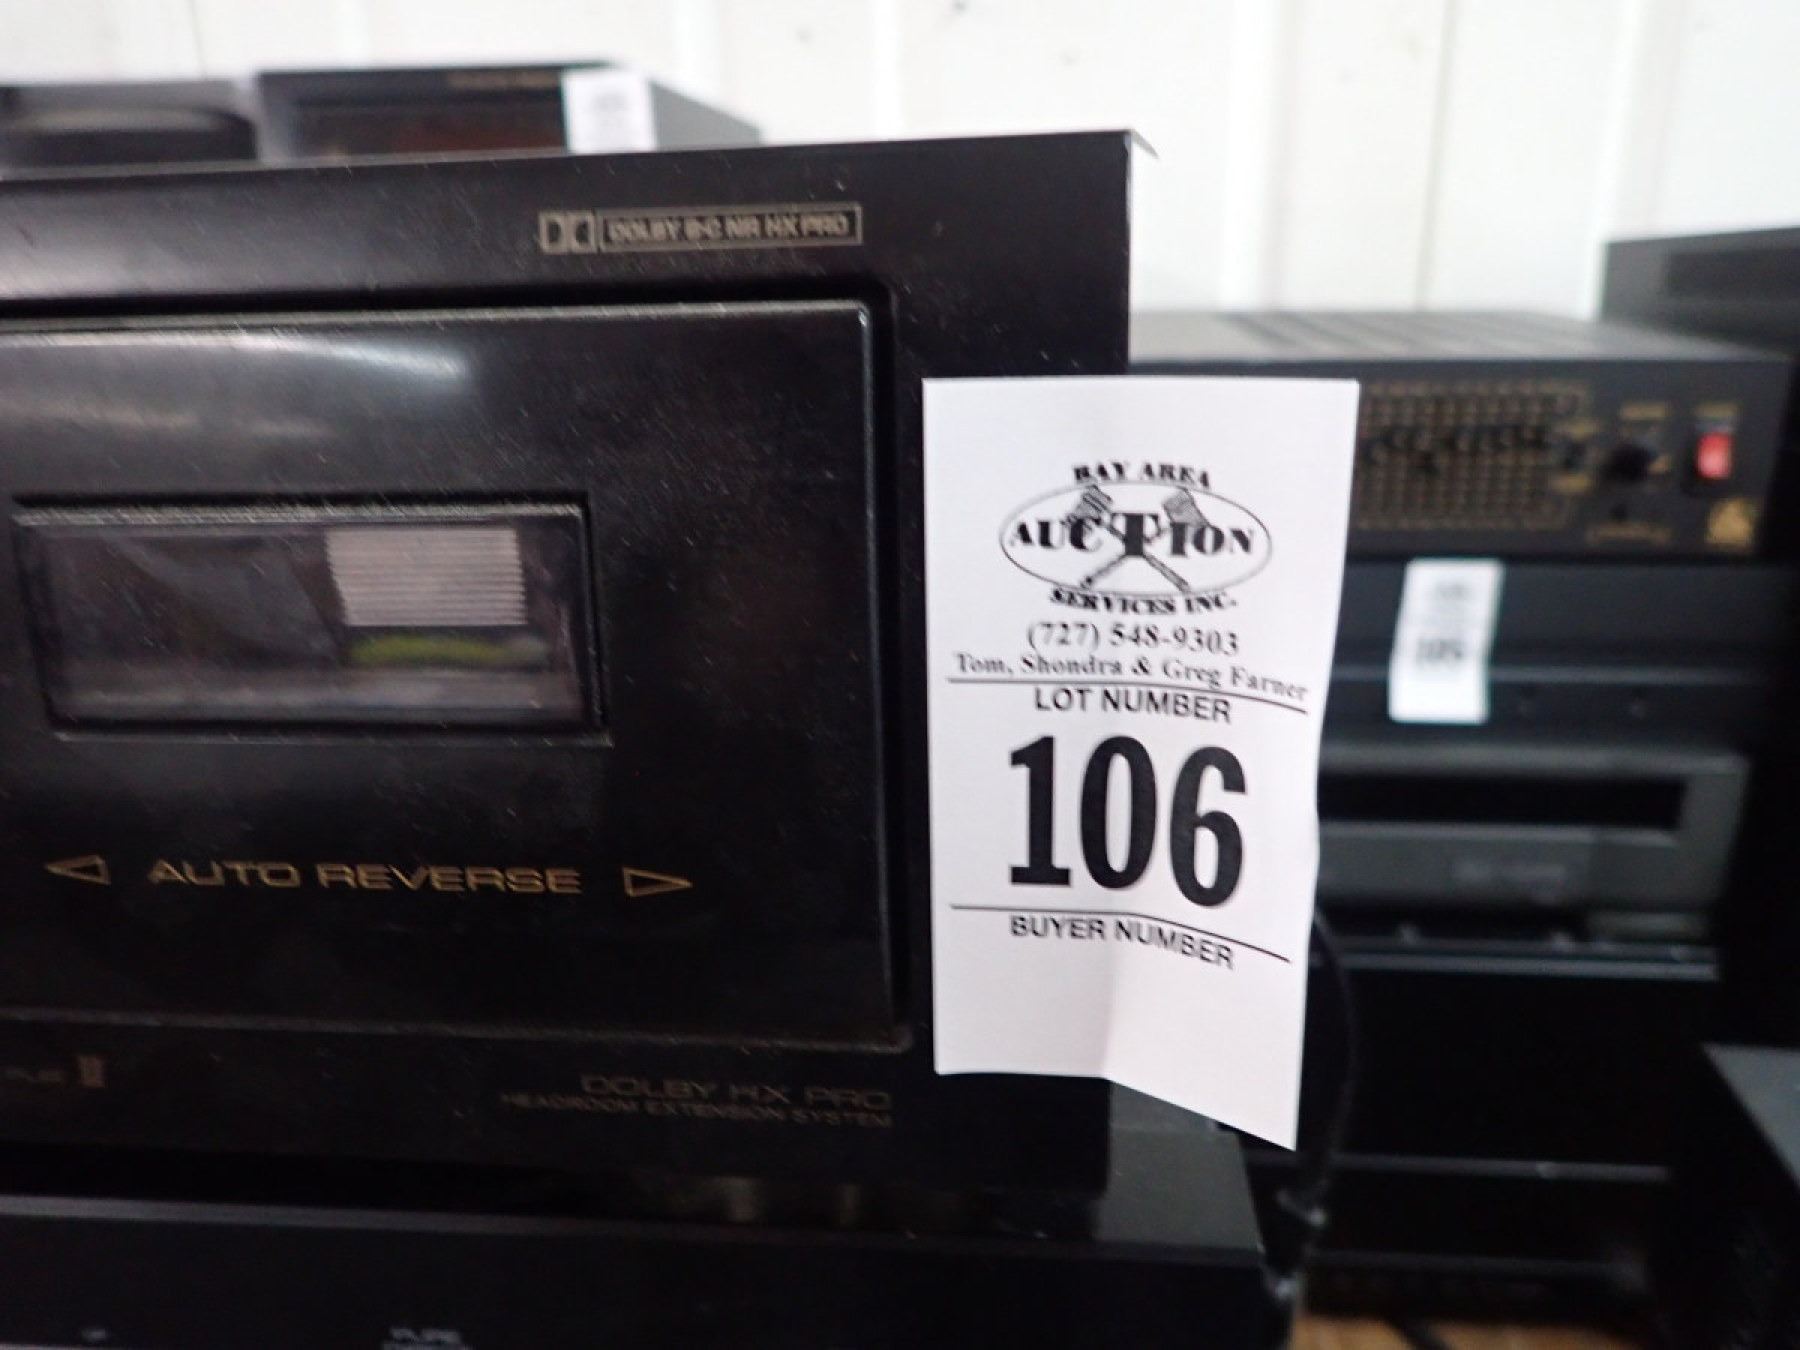 DOLBY B-C NR HX PRO
AUTO REVERSE
DOLBY HX PRO
HEADROOM EXTENSION SYSTEM
PURE
BAY AREA
AUCTION
SERVICES INC.
(727) 548-9303
Tom, Shondra & Greg Farner
LOT NUMBER
106
BUYER NUMBER